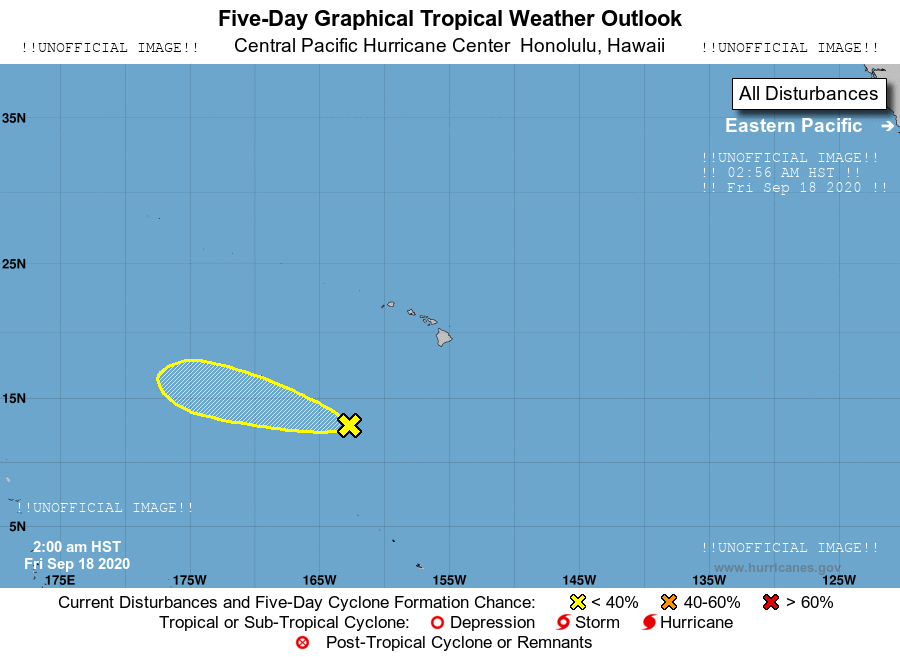 Five-Day Graphical Tropical Weather Outlook
!!UNOFFICIAL IMAGE!! Central Pacific Hurricane Center Honolulu, Hawaii !!UNOFFICIAL IMAGE!!
All Disturbances
35N
Eastern Pacific →
!!UNOFFICIAL IMAGE!!
!! 02:56 AM HST !!
!! Fri Sep 18 2020 !!
25N
15N
!!UNOFFICIAL IMAGE!!
5N
2:00 am HST
Fri Sep 18 2020
!!UNOFFICIAL IMAGE!!
www.hurricanes.gov
175E 175W 165W 155W 145W 135W 125W
Current Disturbances and Five-Day Cyclone Formation Chance: < 40% 40-60% > 60%
Tropical or Sub-Tropical Cyclone: Depression Storm Hurricane
Post-Tropical Cyclone or Remnants